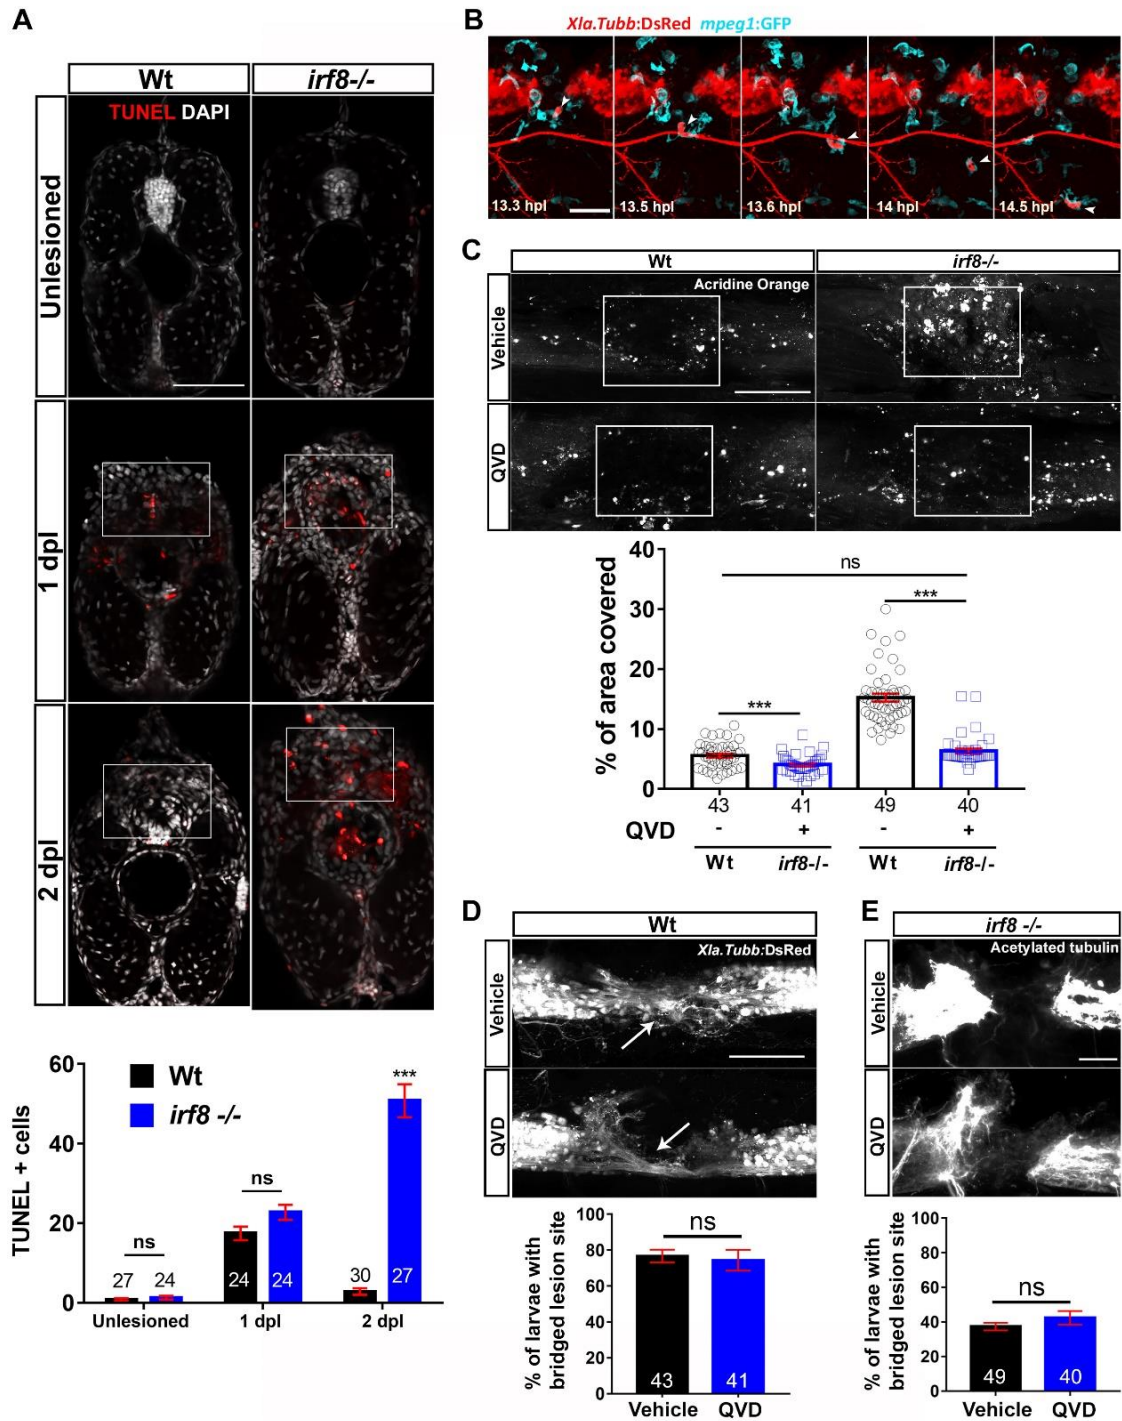 A
Wt
irf8-/-
TUNEL DAPI
Unlesioned
1 dpl
2 dpl
60
40
20
0
TUNEL + cells
Wt
irf8 -/-
ns
ns
***
27
24
24
24
30
27
Unlesioned
1 dpl
2 dpl
B
Xla.Tubb:DsRed mpeg1:GFP
13.3 hpl
13.5 hpl
13.6 hpl
14 hpl
14.5 hpl
C
Wt
irf8-/-
Acridine Orange
Vehicle
QVD
% of area covered
40
30
20
10
0
ns
***
***
43
41
49
40
QVD
-
+
-
+
Wt
irf8-/-
Wt
irf8-/-
D
Wt
Xla.Tubb:DsRed
Vehicle
QVD
% of larvae with
bridged lesion site
100
80
60
40
20
0
ns
43
41
Vehicle
QVD
E
irf8 -/-
Acetylated tubulin
Vehicle
QVD
% of larvae with
bridged lesion site
100
80
60
40
20
0
ns
49
40
Vehicle
QVD